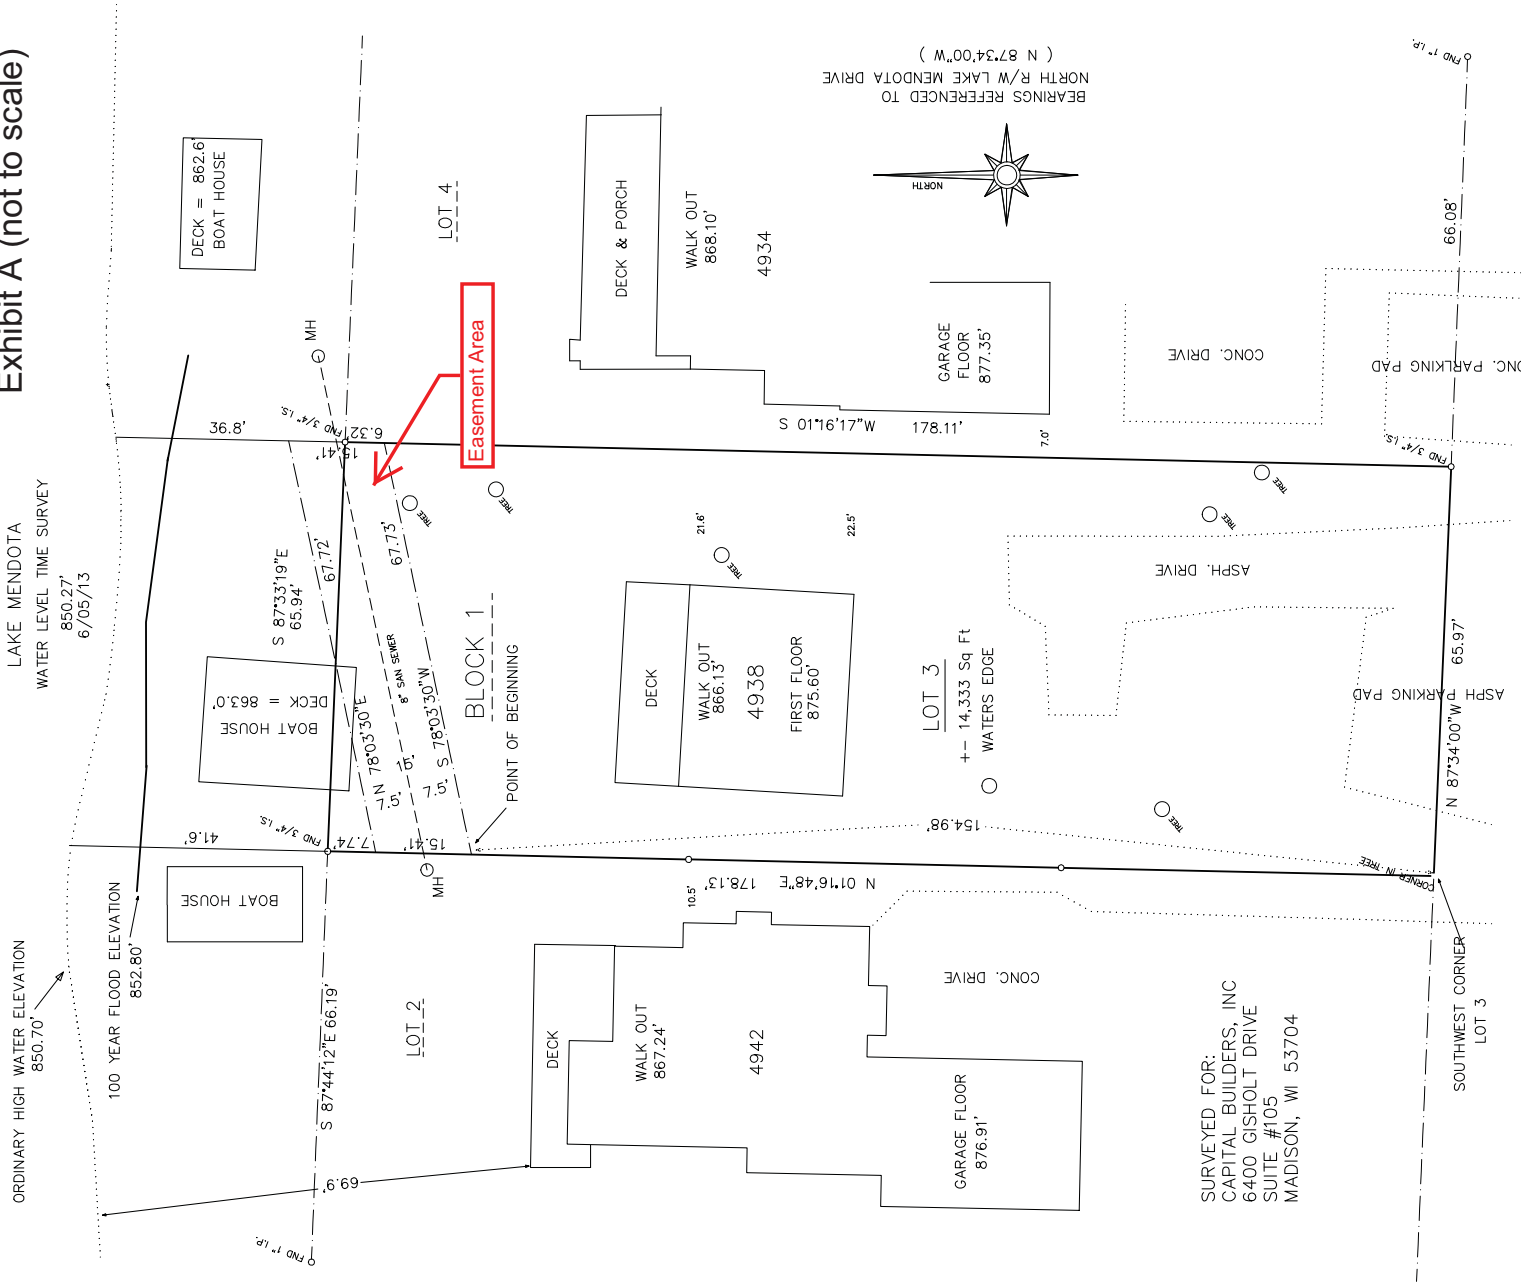 Exhibit A (not to scale)
LAKE MENDOTA
WATER LEVEL TIME SURVEY
850.27'
6/05/13
ORDINARY HIGH WATER ELEVATION
850.70'
100 YEAR FLOOD ELEVATION
852.80'
DECK = 862.6'
BOAT HOUSE
BOAT HOUSE
DECK = 863.0'
BOAT HOUSE
36.8'
41.6'
FND 3/4" I.S.
FND 3/4" I.S.
MH
MH
6.32'
15.41'
S 87°33'19"E
65.94'
67.72'
67.73'
N 78°03'30"E
S 78°03'30"W
8" SAN SEWER
15'
7.5'
7.5'
7.74'
15.41'
Easement Area
BLOCK 1
POINT OF BEGINNING
LOT 4
DECK & PORCH
WALK OUT
868.10'
4934
GARAGE
FLOOR
877.35'
S 01°16'17"W
178.11'
7.0'
CONC. DRIVE
CONC. PARLKING PAD
BEARINGS REFERENCED TO
NORTH R/W LAKE MENDOTA DRIVE
( N 87°34'00"W )
NORTH
FND 1" I.P.
66.08'
FND 3/4" I.S.
TREE
TREE
TREE
TREE
TREE
TREE
21.6'
22.5'
DECK
WALK OUT
866.13'
4938
FIRST FLOOR
875.60'
LOT 3
+- 14,333 Sq Ft
WATERS EDGE
ASPH. DRIVE
ASPH PARKING PAD
65.97'
N 87°34'00"W
154.98'
CORNER IN TREE
N 01°16'48"E
178.13'
10.5'
S 87°44'12"E 66.19'
LOT 2
69.9'
FND 1" I.P.
DECK
WALK OUT
867.24'
4942
GARAGE FLOOR
876.91'
CONC. DRIVE
SOUTHWEST CORNER
LOT 3
SURVEYED FOR:
CAPITAL BUILDERS, INC
6400 GISHOLT DRIVE
SUITE #105
MADISON, WI 53704